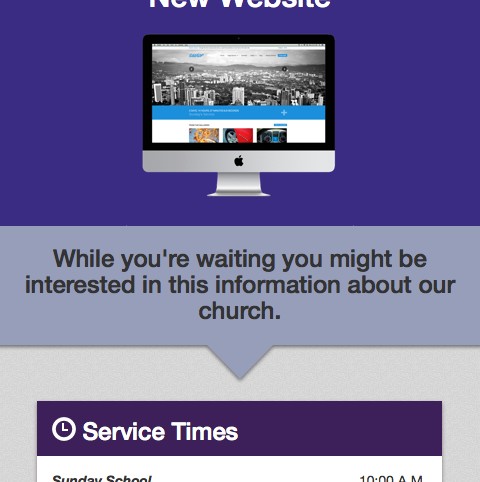 New Website
While you're waiting you might be
interested in this information about our
church.
Service Times
Sunday School 10:00 A.M.